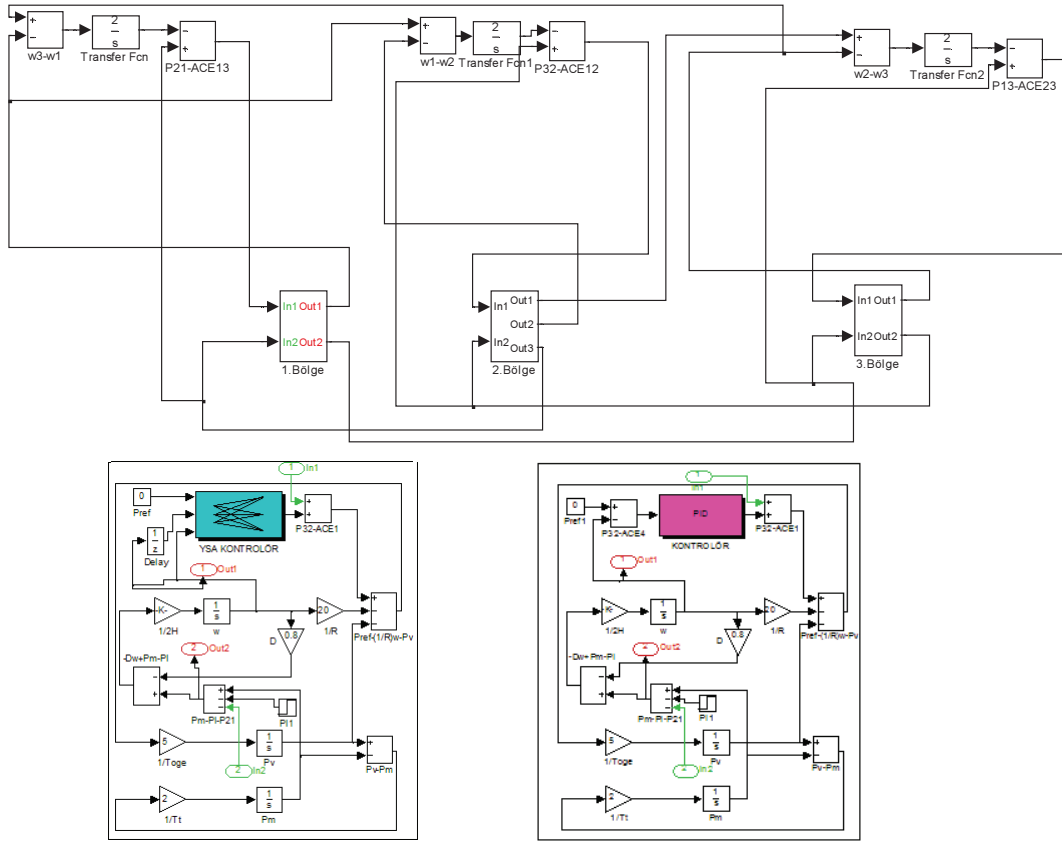 +
−
w3-w1
2
s
Transfer Fcn
−
+
P21-ACE13
+
−
w1-w2
2
s
Transfer Fcn1
−
+
P32-ACE12
+
−
w2-w3
2
s
Transfer Fcn2
−
+
P13-ACE23
In1 Out1
In2 Out2
1.Bölge
In1 Out1
Out2
In2 Out3
2.Bölge
In1 Out1
In2 Out2
3.Bölge
1 In1
0
Pref
+
+
P32-ACE1
YSA KONTROLÖR
1
z
Delay
1 Out1
-K-
1/2H
1
s
w
0.8
D
20
1/R
+
−
−
Pref-(1/R)w-Pv
2 Out2
-Dw+Pm-Pl
−
+
+
−
−
Pm-Pl-P21
Pl1
2 In2
5
1/Toge
1
s
Pv
+
−
Pv-Pm
2
1/Tt
1
s
Pm
1
In1
0
Pref1
+
−
P32-ACE4
PID
KONTROLÖR
+
+
P32-ACE1
1 Out1
-K-
1/2H
1
s
w
0.8
D
20
1/R
+
−
−
Pref-(1/R)w-Pv
2 Out2
-Dw+Pm-Pl
−
+
+
−
−
Pm-Pl-P21
Pl1
2 In2
5
1/Toge
1
s
Pv
+
−
Pv-Pm
2
1/Tt
1
s
Pm